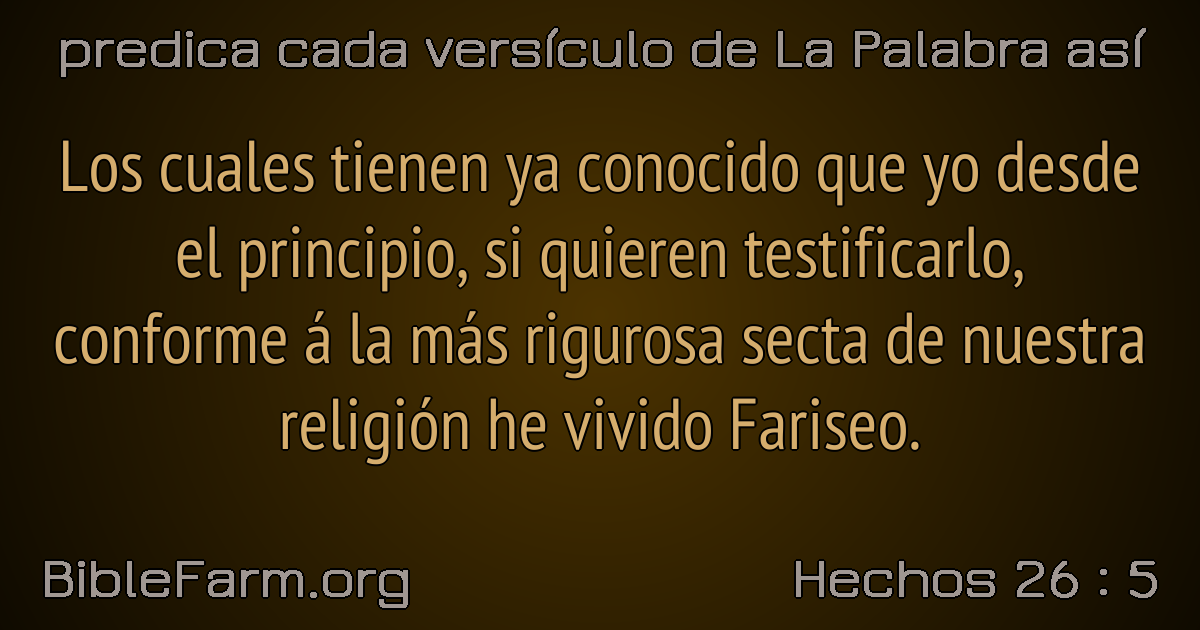 predica cada versículo de La Palabra así
Los cuales tienen ya conocido que yo desde
el principio, si quieren testificarlo,
conforme á la más rigurosa secta de nuestra
religión he vivido Fariseo.
BibleFarm.org
Hechos 26 : 5